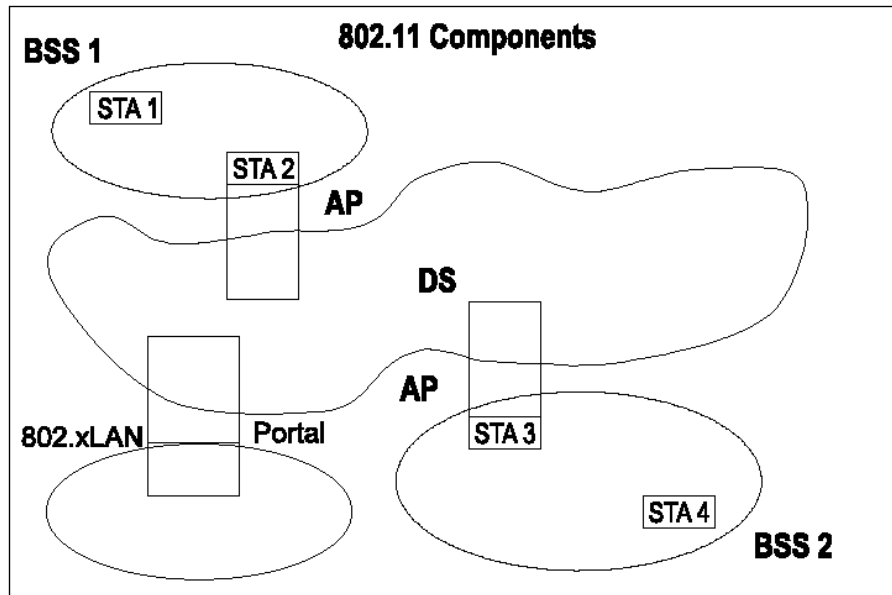 802.11 Components
BSS 1
STA 1
STA 2
AP
DS
AP
802.xLAN
Portal
STA 3
STA 4
BSS 2